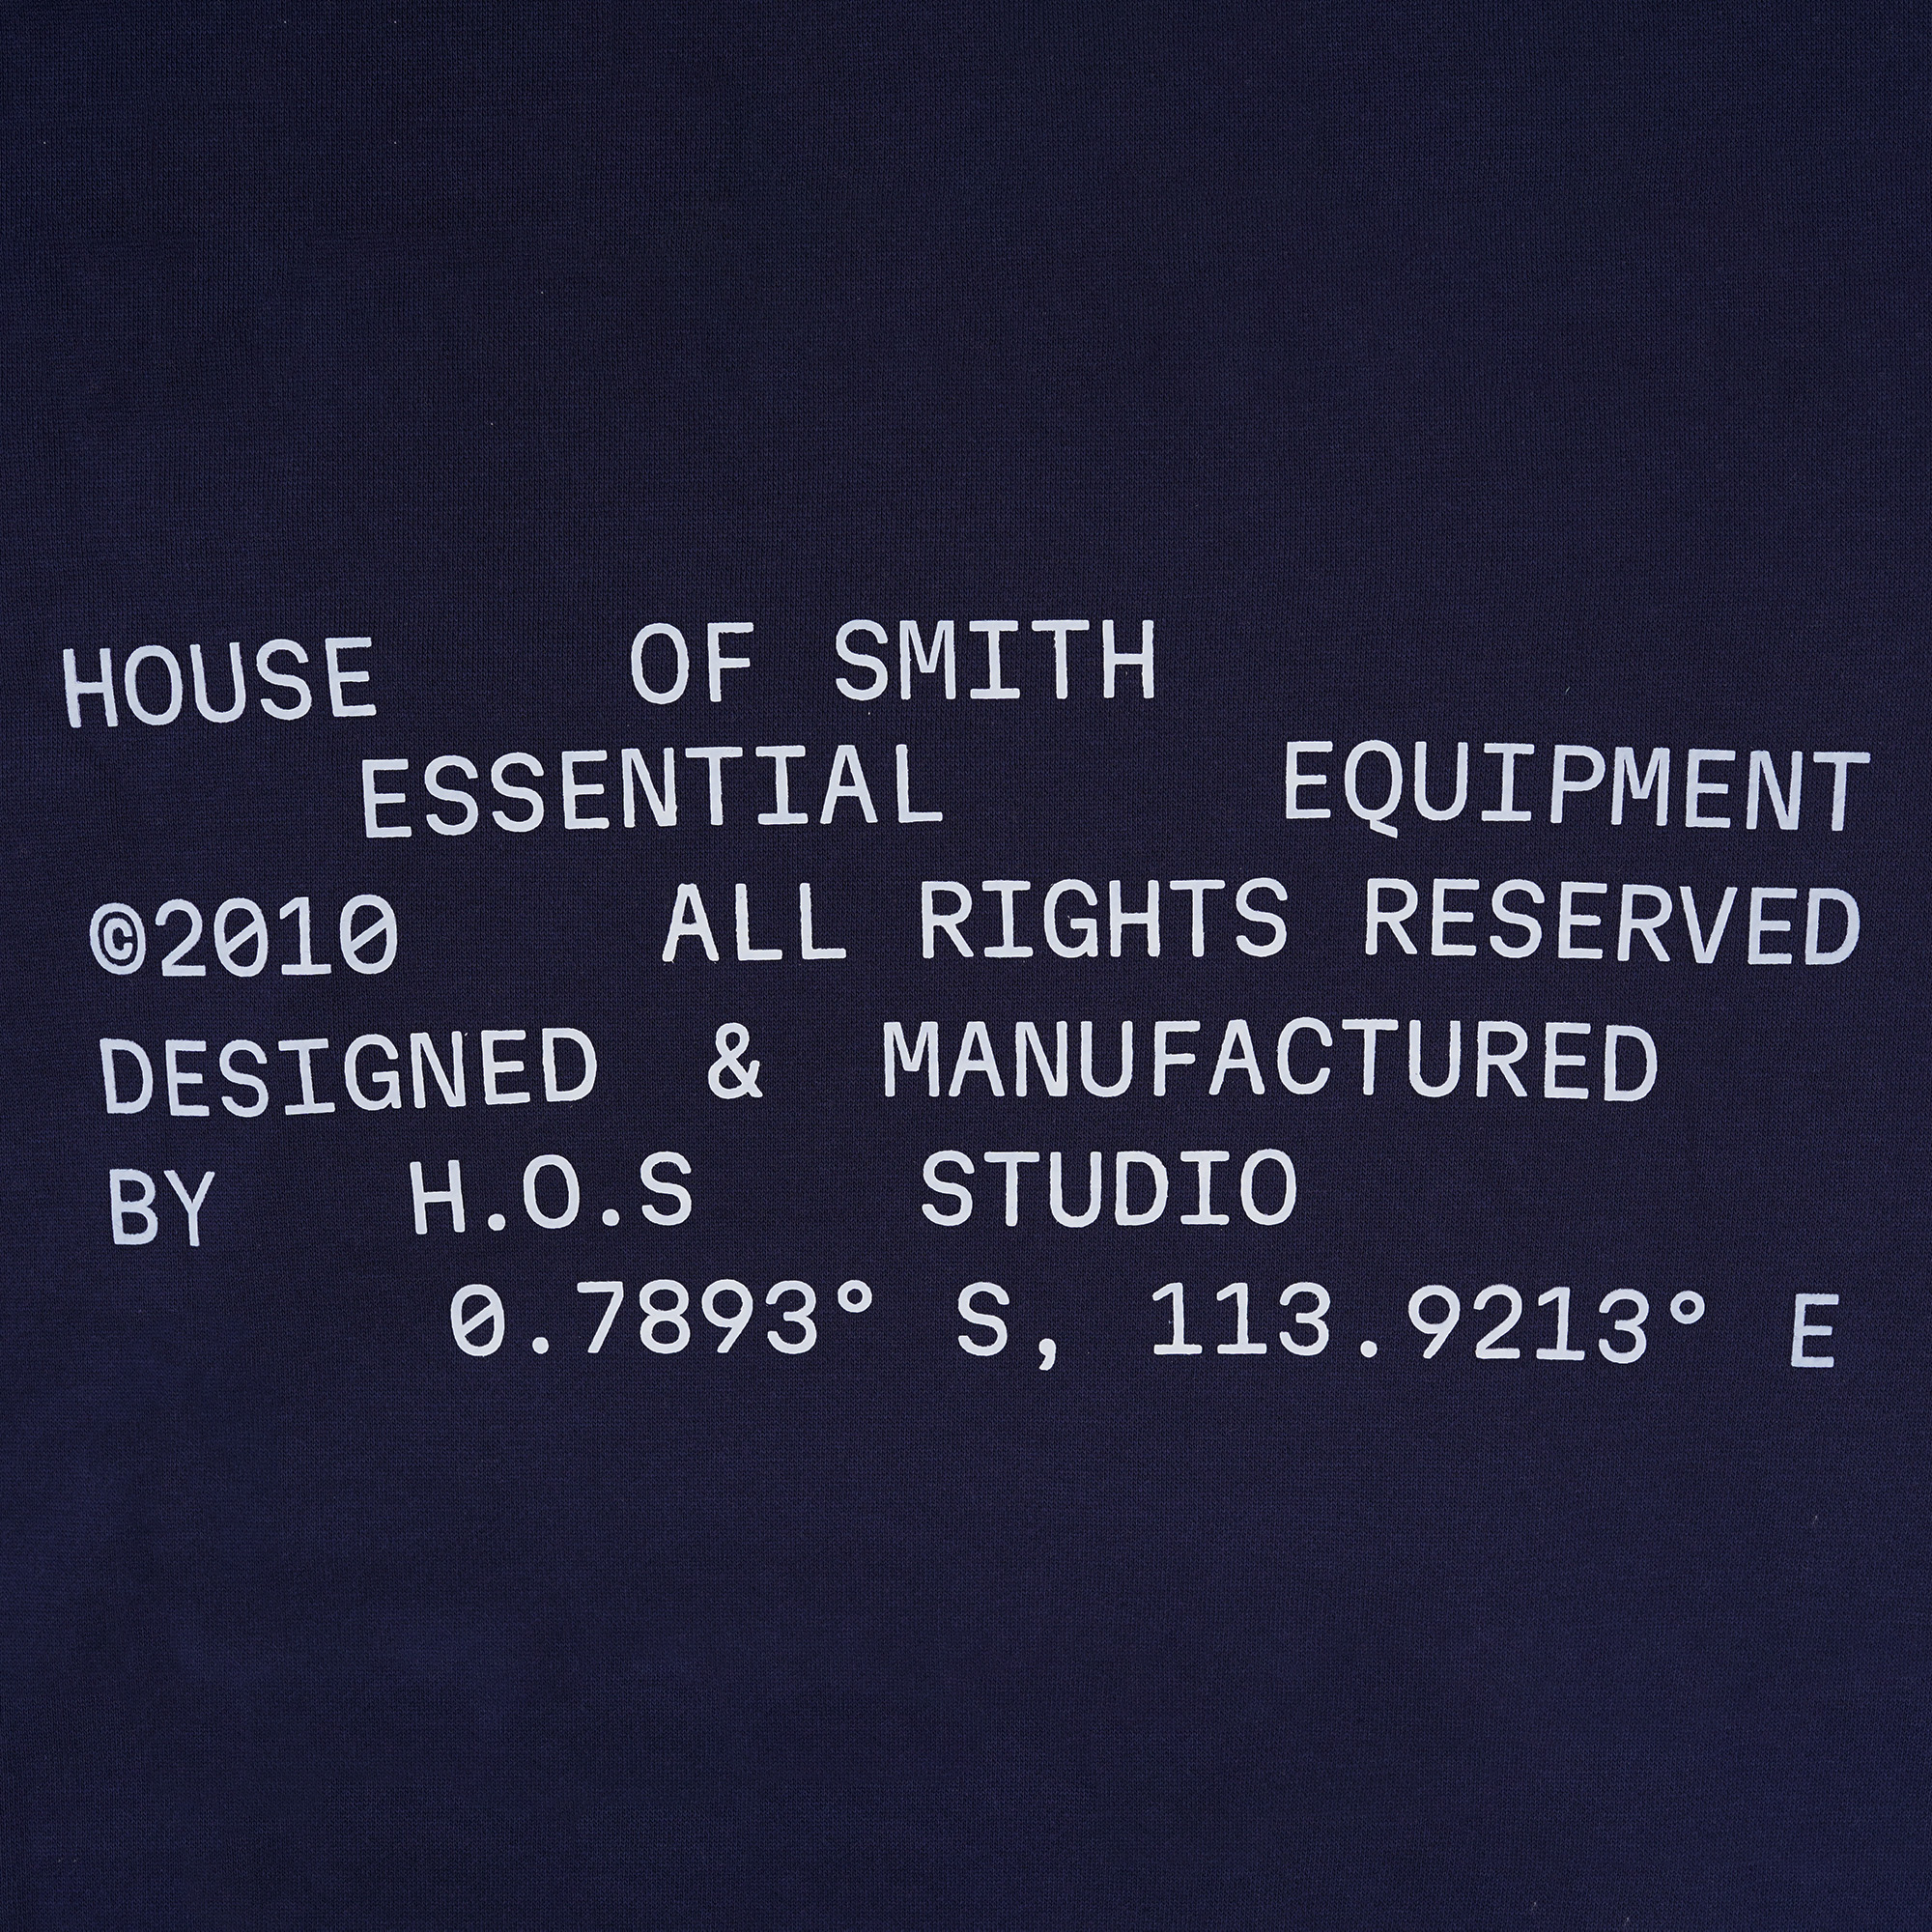 HOUSE OF SMITH
ESSENTIAL EQUIPMENT
©2010 ALL RIGHTS RESERVED
DESIGNED & MANUFACTURED
BY H.O.S STUDIO
0.7893° S, 113.9213° E